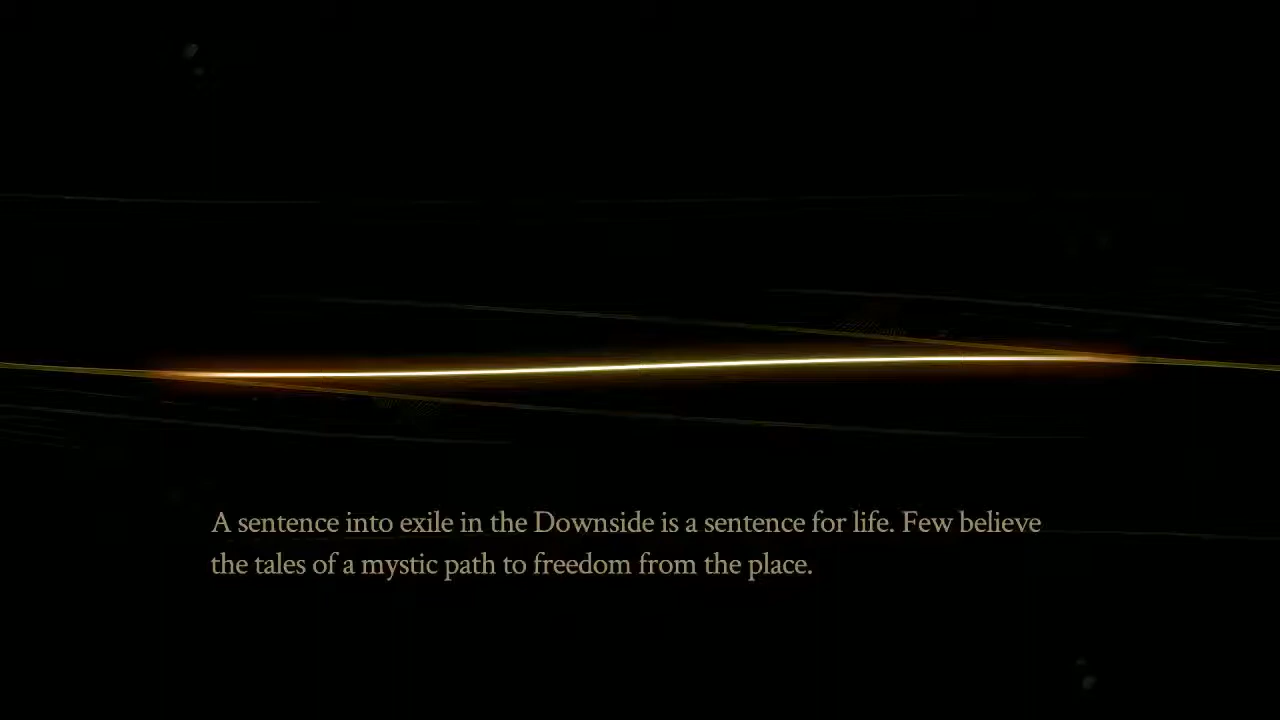 A sentence into exile in the Downside is a sentence for life. Few believe
the tales of a mystic path to freedom from the place.